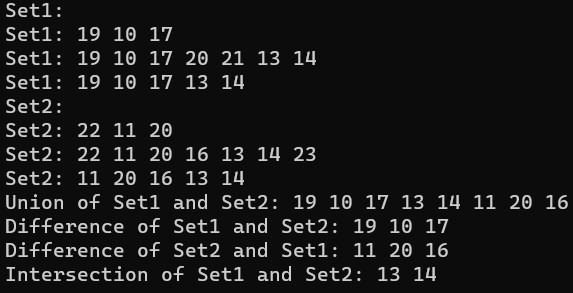 Set1:
Set1: 19 10 17
Set1: 19 10 17 20 21 13 14
Set1: 19 10 17 13 14
Set2:
Set2: 22 11 20
Set2: 22 11 20 16 13 14 23
Set2: 11 20 16 13 14
Union of Set1 and Set2: 19 10 17 13 14 11 20 16
Difference of Set1 and Set2: 19 10 17
Difference of Set2 and Set1: 11 20 16
Intersection of Set1 and Set2: 13 14